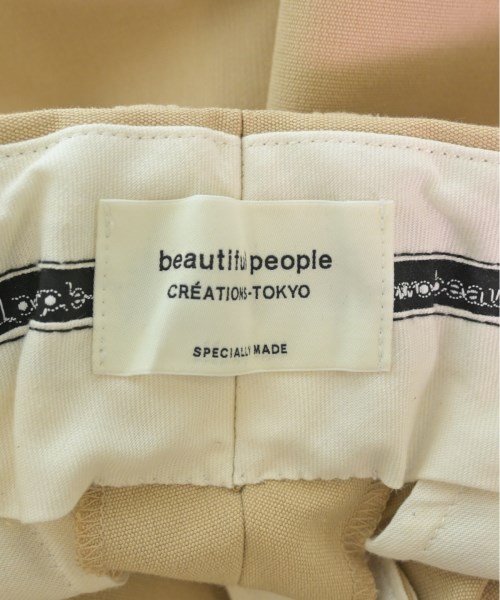 beautiful people
CRÉATIONS-TOKYO
SPECIALLY MADE